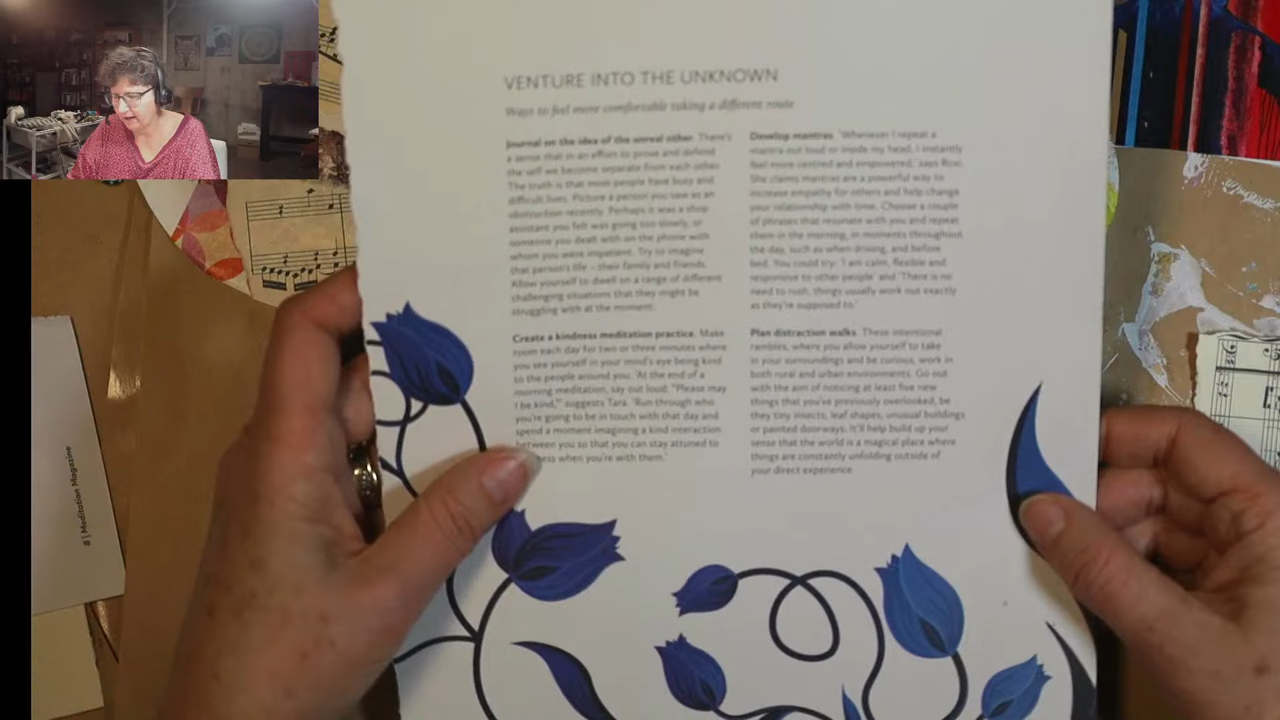 VENTURE INTO THE UNKNOWN
Ways to feel more comfortable taking a different route
Journal on the idea of the unreal other. There's
a sense that in an effort to prove and defend
the self we become separate from each other.
The truth is that most people have busy and
difficult lives. Picture a person you saw as an
obstruction recently. Perhaps it was a shop
assistant you felt was going too slowly, or
someone you dealt with on the phone with
whom you were impatient. Try to imagine
that person's life – their family and friends.
Allow yourself to dwell on a range of different
challenging situations that they might be
struggling with at the moment.
Create a kindness meditation practice. Make
room each day for two or three minutes where
you see yourself in your mind's eye being kind
to the people around you. 'At the end of a
morning meditation, say out loud: "Please may
I be kind,"' suggests Tara. 'Run through who
you're going to be in touch with that day and
spend a moment imagining a kind interaction
between you so that you can stay attuned to
ess when you're with them.'
Develop mantras. 'Whenever I repeat a
mantra out loud or inside my head, I instantly
feel more centred and empowered,' says Roxi.
She claims mantras are a powerful way to
increase empathy for others and help change
your relationship with time. Choose a couple
of phrases that resonate with you and repeat
them in the morning, in moments throughout
the day, such as when driving, and before
bed. You could try: 'I am calm, flexible and
responsive to other people' and 'There is no
need to rush, things usually work out exactly
as they're supposed to.'
Plan distraction walks. These intentional
rambles, where you allow yourself to take
in your surroundings and be curious, work in
both rural and urban environments. Go out
with the aim of noticing at least five new
things that you've previously overlooked, be
they tiny insects, leaf shapes, unusual buildings
or painted doorways. It'll help build up your
sense that the world is a magical place where
things are constantly unfolding outside of
your direct experience.
8 | Meditation Magazine